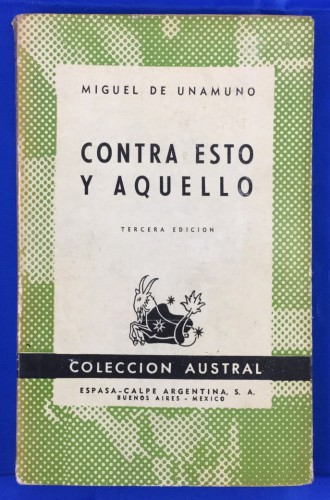 MIGUEL DE UNAMUNO
CONTRA ESTO
Y AQUELLO
TERCERA EDICION
COLECCION AUSTRAL
ESPASA-CALPE ARGENTINA, S. A.
BUENOS AIRES - MEXICO